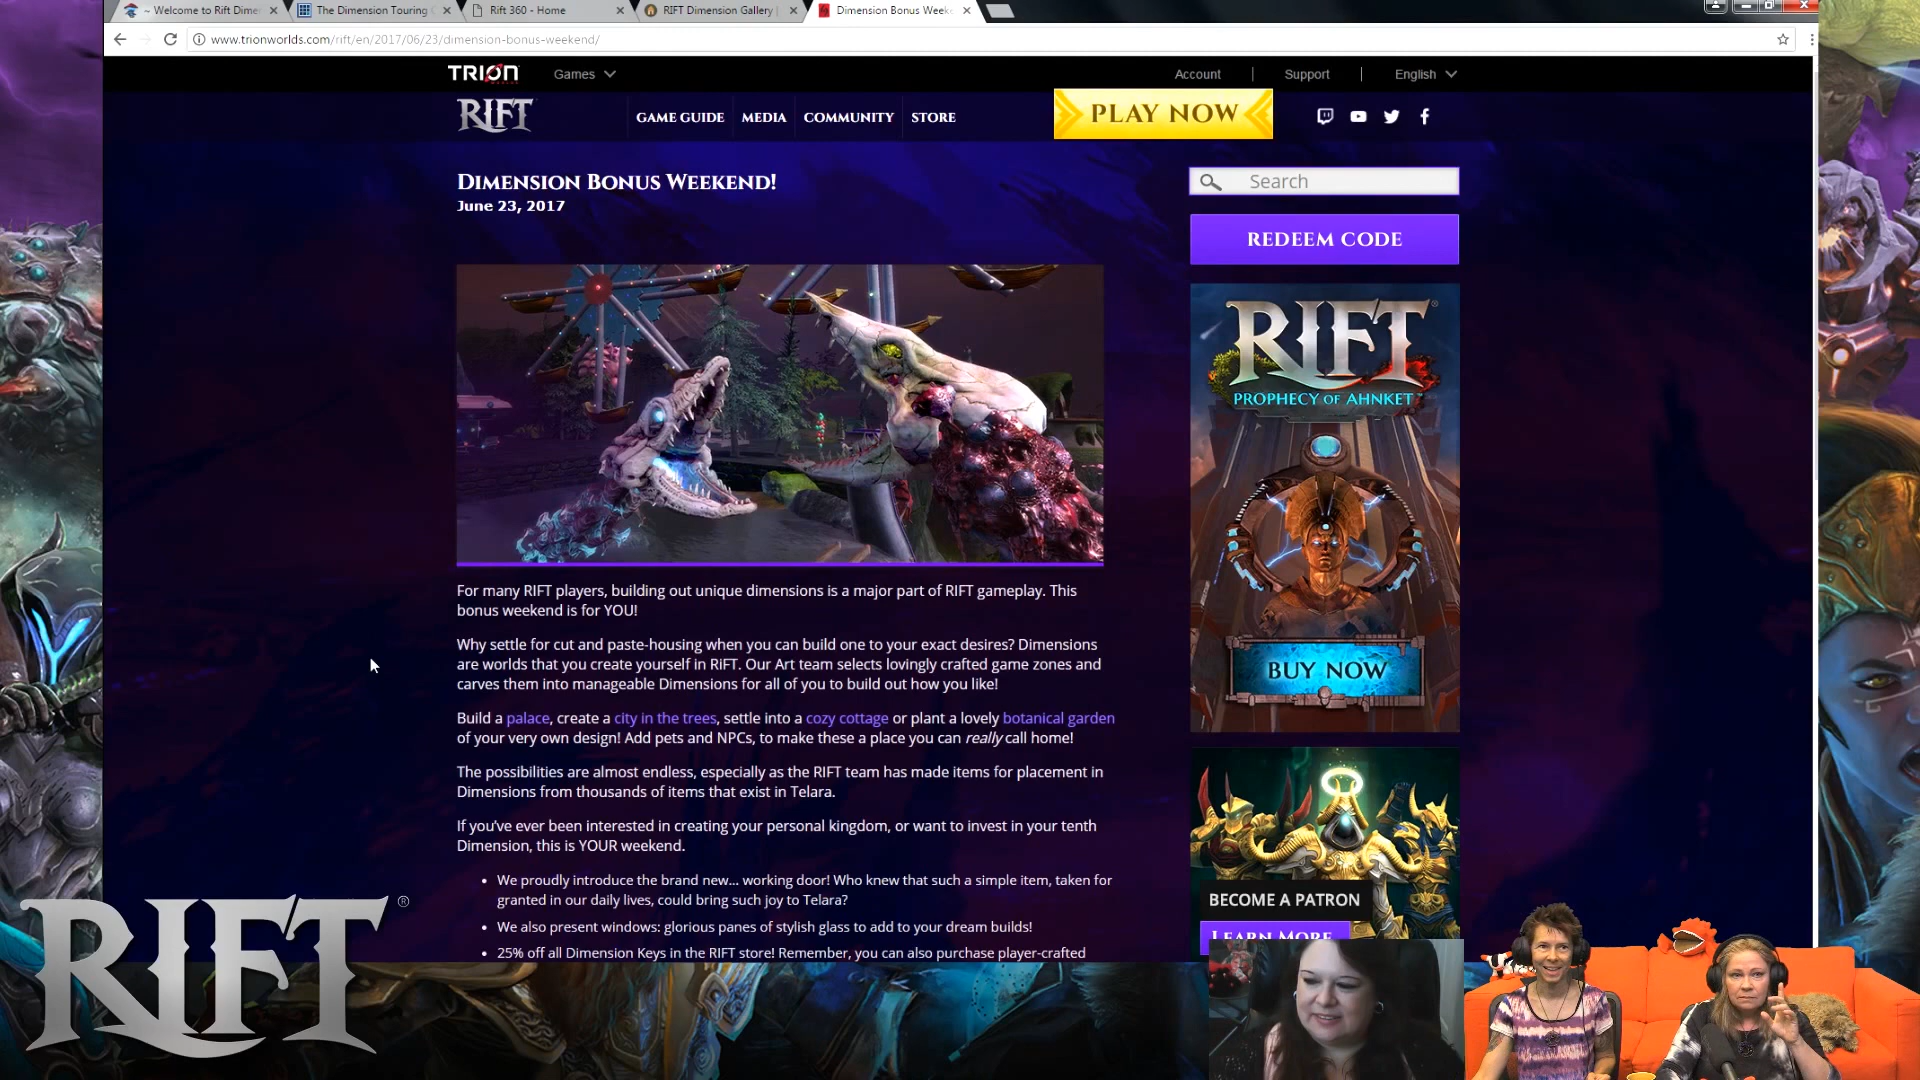 ~ Welcome to Rift Dime
The Dimension Touring
Rift 360 - Home
RIFT Dimension Gallery |
Dimension Bonus Week
www.trionworlds.com/rift/en/2017/06/23/dimension-bonus-weekend/
TRION
Games
Account
Support
English
RIFT
GAME GUIDE
MEDIA
COMMUNITY
STORE
PLAY NOW
DIMENSION BONUS WEEKEND!
June 23, 2017
Search
REDEEM CODE
RIFT®
PROPHECY OF AHNKET
BUY NOW
For many RIFT players, building out unique dimensions is a major part of RIFT gameplay. This
bonus weekend is for YOU!
Why settle for cut and paste-housing when you can build one to your exact desires? Dimensions
are worlds that you create yourself in RIFT. Our Art team selects lovingly crafted game zones and
carves them into manageable Dimensions for all of you to build out how you like!
Build a palace, create a city in the trees, settle into a cozy cottage or plant a lovely botanical garden
of your very own design! Add pets and NPCs, to make these a place you can really call home!
The possibilities are almost endless, especially as the RIFT team has made items for placement in
Dimensions from thousands of items that exist in Telara.
If you've ever been interested in creating your personal kingdom, or want to invest in your tenth
Dimension, this is YOUR weekend.
• We proudly introduce the brand new... working door! Who knew that such a simple item, taken for
granted in our daily lives, could bring such joy to Telara?
• We also present windows: glorious panes of stylish glass to add to your dream builds!
• 25% off all Dimension Keys in the RIFT store! Remember, you can also purchase player-crafted
BECOME A PATRON
LEARN MORE
RIFT®